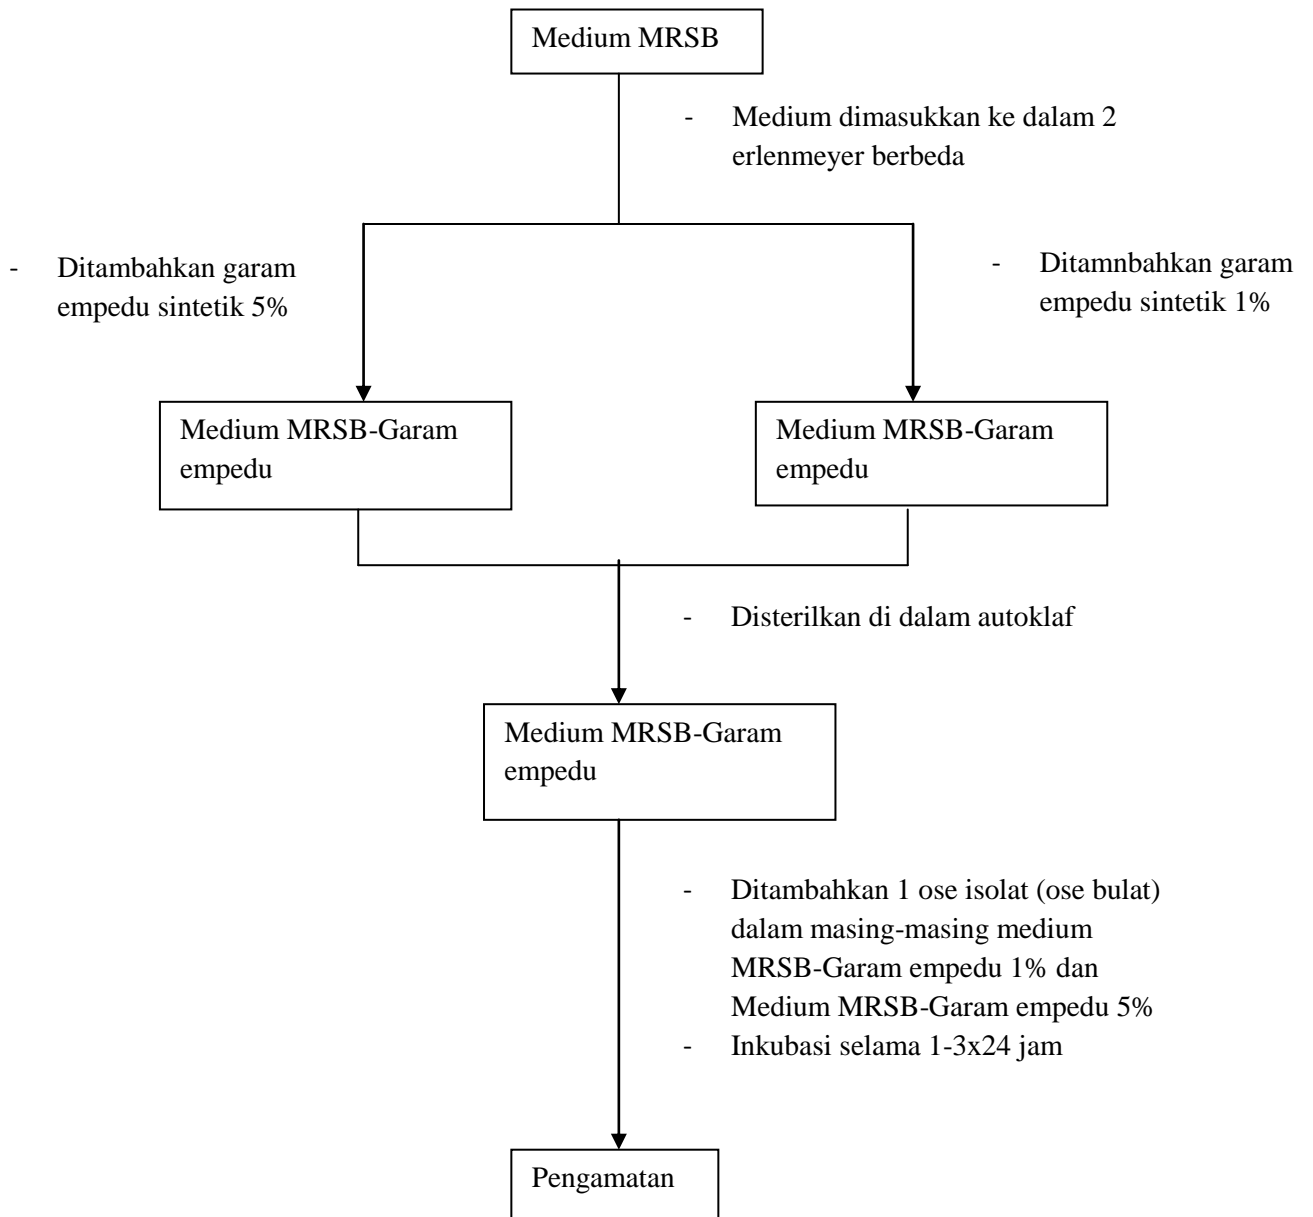 Medium MRSB
- Medium dimasukkan ke dalam 2
erlenmeyer berbeda
- Ditambahkan garam
empedu sintetik 5%
- Ditamnbahkan garam
empedu sintetik 1%
Medium MRSB-Garam
empedu
Medium MRSB-Garam
empedu
- Disterilkan di dalam autoklaf
Medium MRSB-Garam
empedu
- Ditambahkan 1 ose isolat (ose bulat)
dalam masing-masing medium
MRSB-Garam empedu 1% dan
Medium MRSB-Garam empedu 5%
- Inkubasi selama 1-3x24 jam
Pengamatan